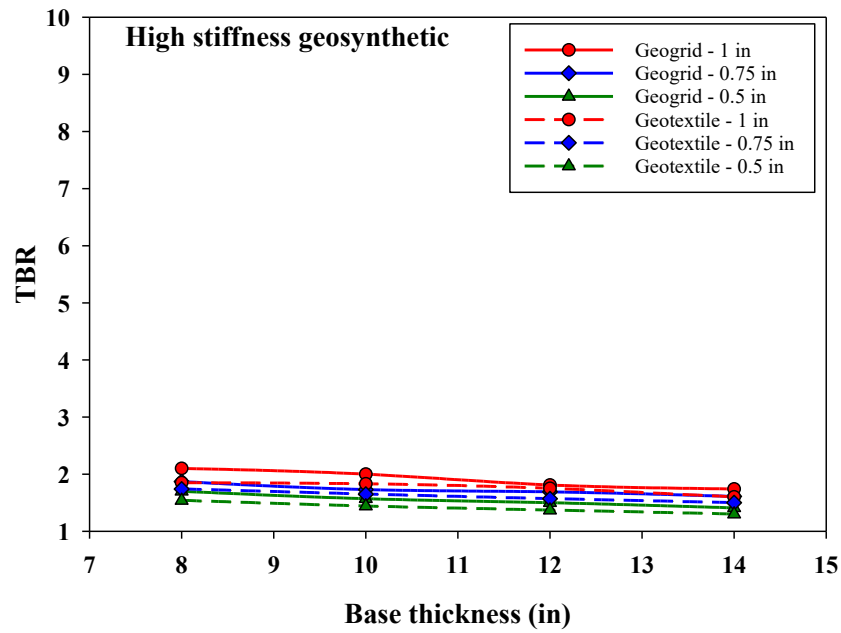 High stiffness geosynthetic
Geogrid - 1 in
Geogrid - 0.75 in
Geogrid - 0.5 in
Geotextile - 1 in
Geotextile - 0.75 in
Geotextile - 0.5 in
TBR
10
9
8
7
6
5
4
3
2
1
7 8 9 10 11 12 13 14 15
Base thickness (in)